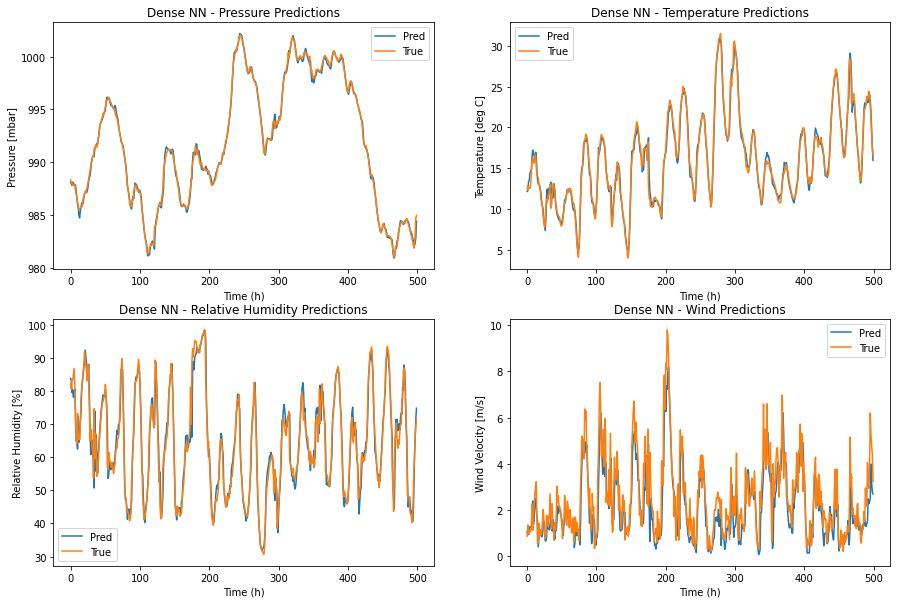 Dense NN - Pressure Predictions
Pressure [mbar]
1000
995
990
985
980
Pred
True
0 100 200 300 400 500
Time (h)
Dense NN - Temperature Predictions
Temperature [deg C]
30
25
20
15
10
5
Pred
True
0 100 200 300 400 500
Time (h)
Dense NN - Relative Humidity Predictions
Relative Humidity [%]
100
90
80
70
60
50
40
30
Pred
True
0 100 200 300 400 500
Time (h)
Dense NN - Wind Predictions
Wind Velocity [m/s]
10
8
6
4
2
0
Pred
True
0 100 200 300 400 500
Time (h)